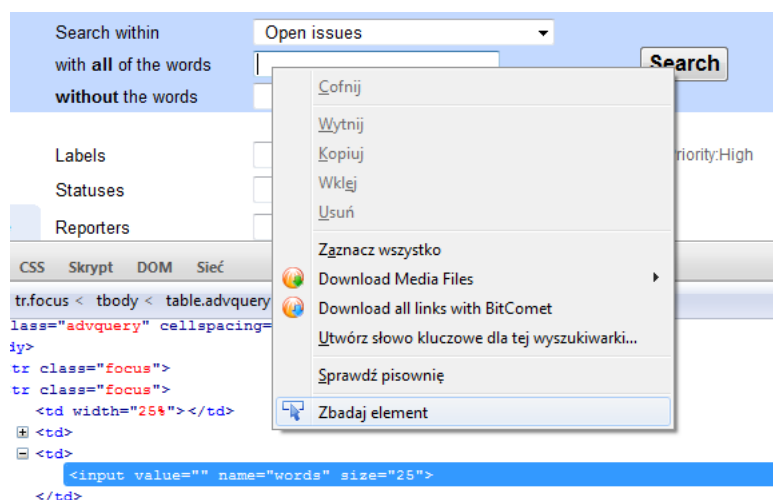 Search within Open issues
with all of the words Search
without the words
Cofnij
Wytnij
Kopiuj
Wklej
Usuń
Zaznacz wszystko
Download Media Files
Download all links with BitComet
Utwórz słowo kluczowe dla tej wyszukiwarki...
Sprawdź pisownię
Zbadaj element
Labels riority:High
Statuses
Reporters
CSS Skrypt DOM Sieć
tr.focus < tbody < table.advquery
lass="advquery" cellspacing=
dy>
tr class="focus">
tr class="focus">
<td width="25%"></td>
<td>
<td>
<input value="" name="words" size="25">
</td>